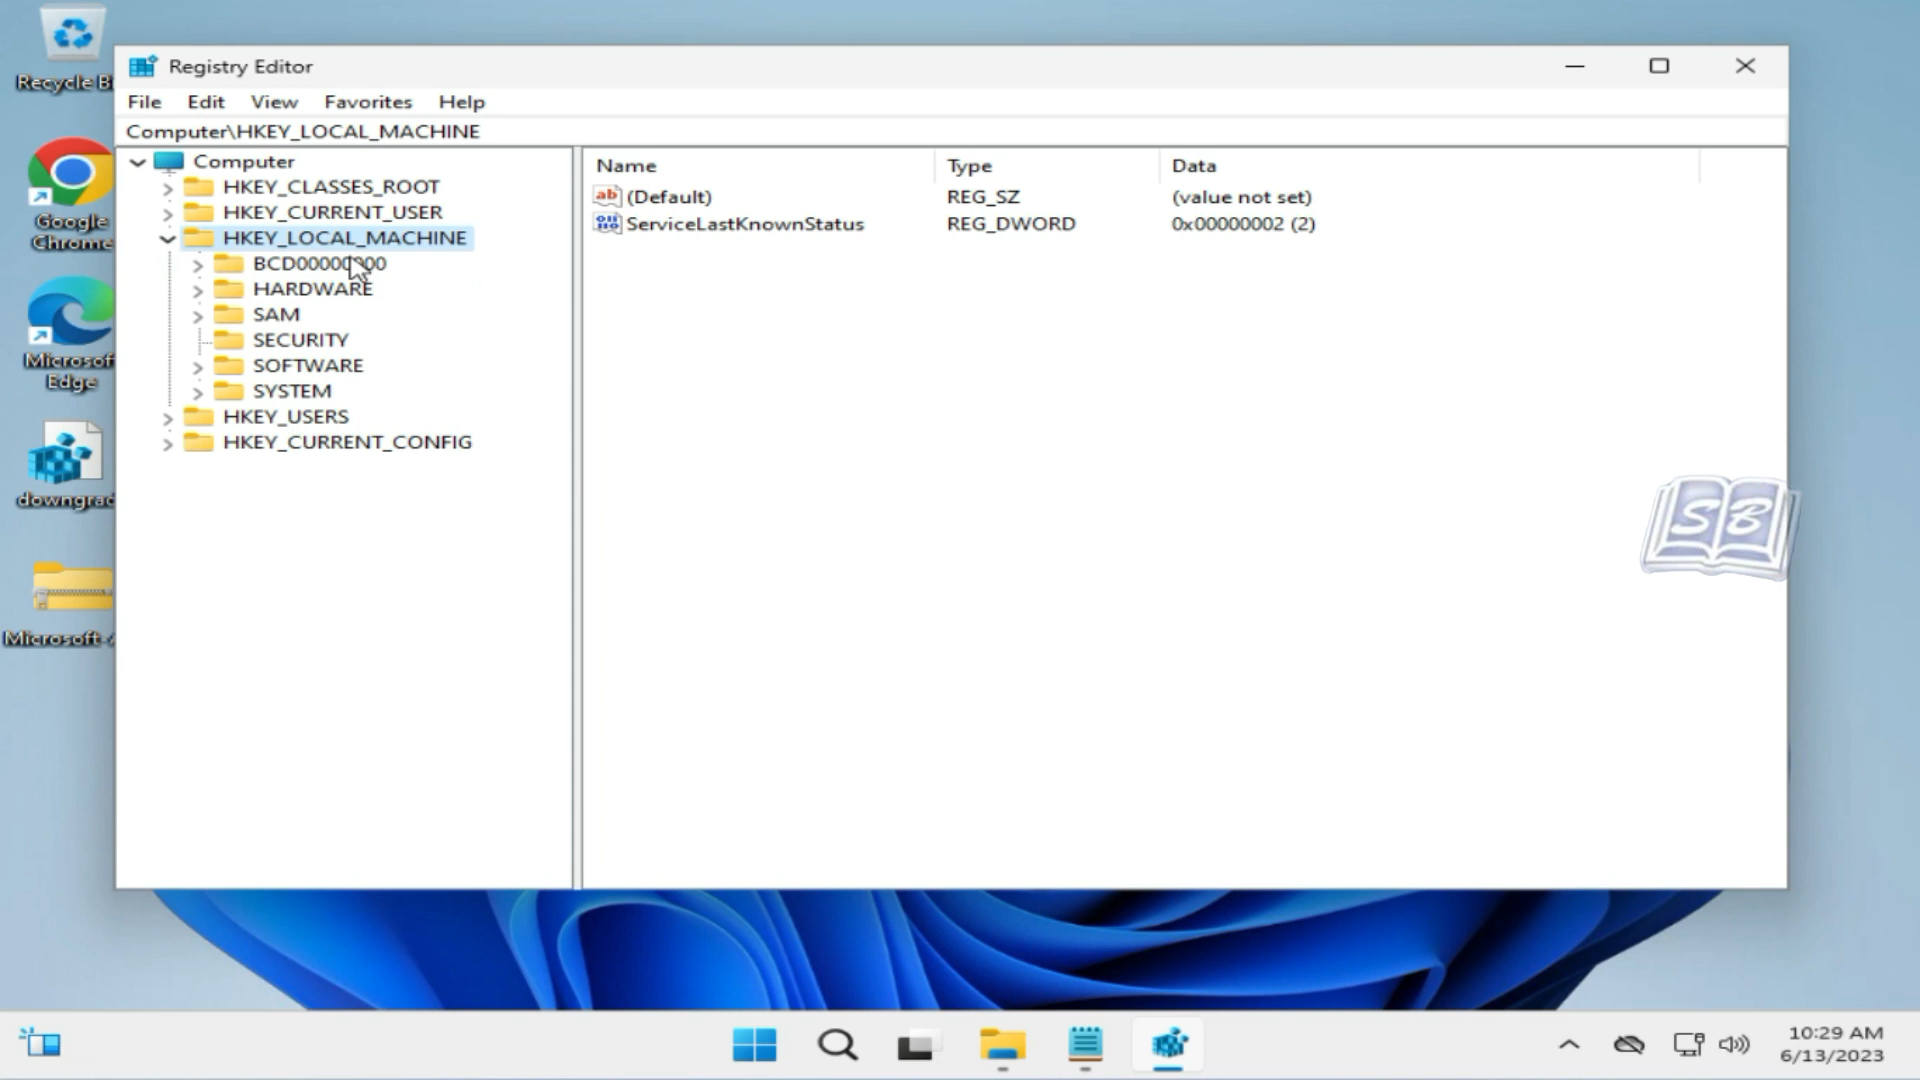 Recycle Bi
Registry Editor
File Edit View Favorites Help
Computer\HKEY_LOCAL_MACHINE
Computer
HKEY_CLASSES_ROOT
HKEY_CURRENT_USER
HKEY_LOCAL_MACHINE
BCD00000000
HARDWARE
SAM
SECURITY
SOFTWARE
SYSTEM
HKEY_USERS
HKEY_CURRENT_CONFIG
Name Type Data
(Default) REG_SZ (value not set)
ServiceLastKnownStatus REG_DWORD 0x00000002 (2)
Google
Chrome
Microsof
Edge
downgrad
Microsoft-
SB
10:29 AM
6/13/2023